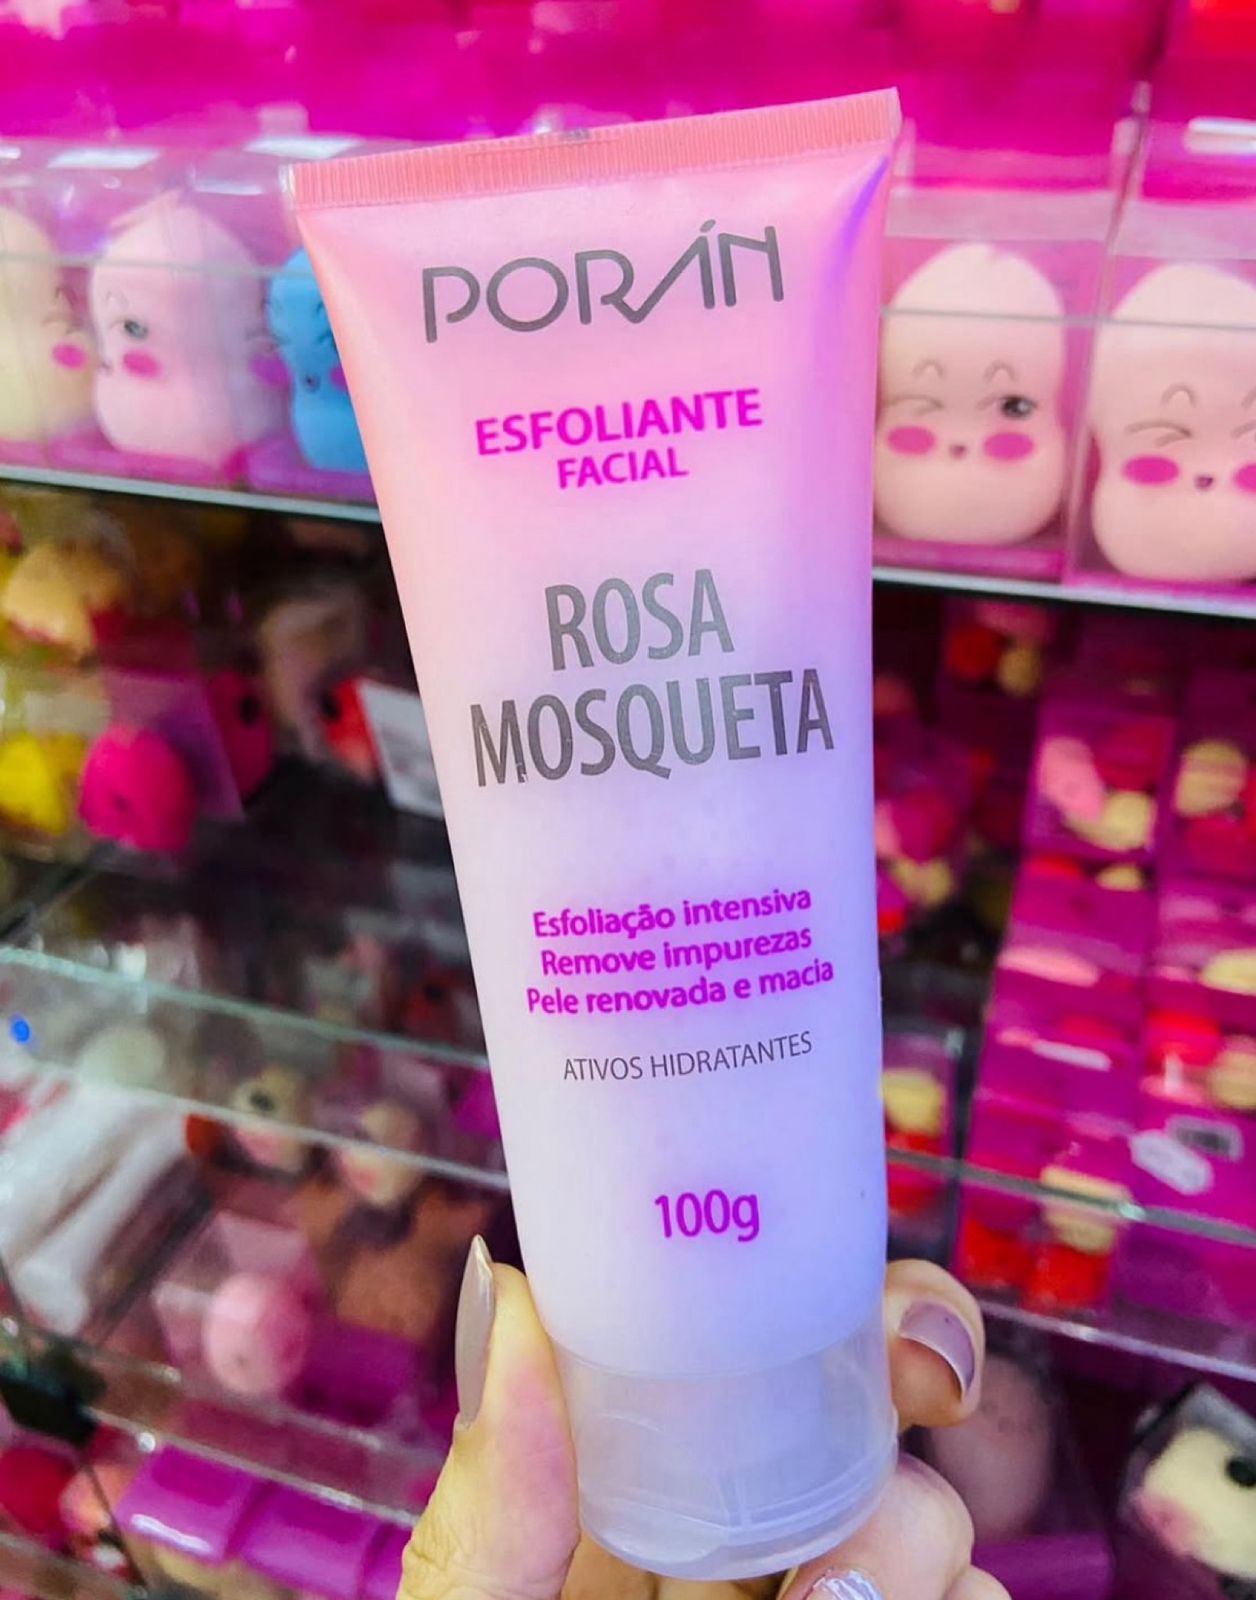 PORÁN
ESFOLIANTE
FACIAL
ROSA
MOSQUETA
Esfoliação intensiva
Remove impurezas
Pele renovada e macia
ATIVOS HIDRATANTES
100g